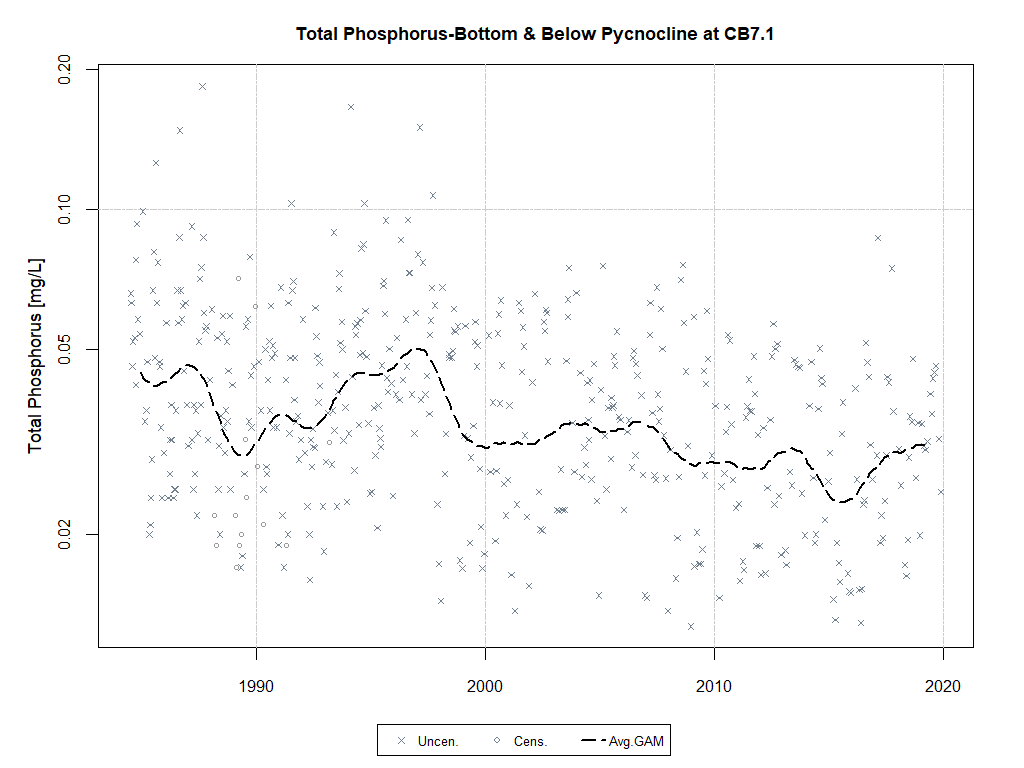 Total Phosphorus-Bottom & Below Pycnocline at CB7.1
0.20
0.10
0.05
0.02
Total Phosphorus [mg/L]
1990 2000 2010 2020
Uncen. Cens. Avg.GAM